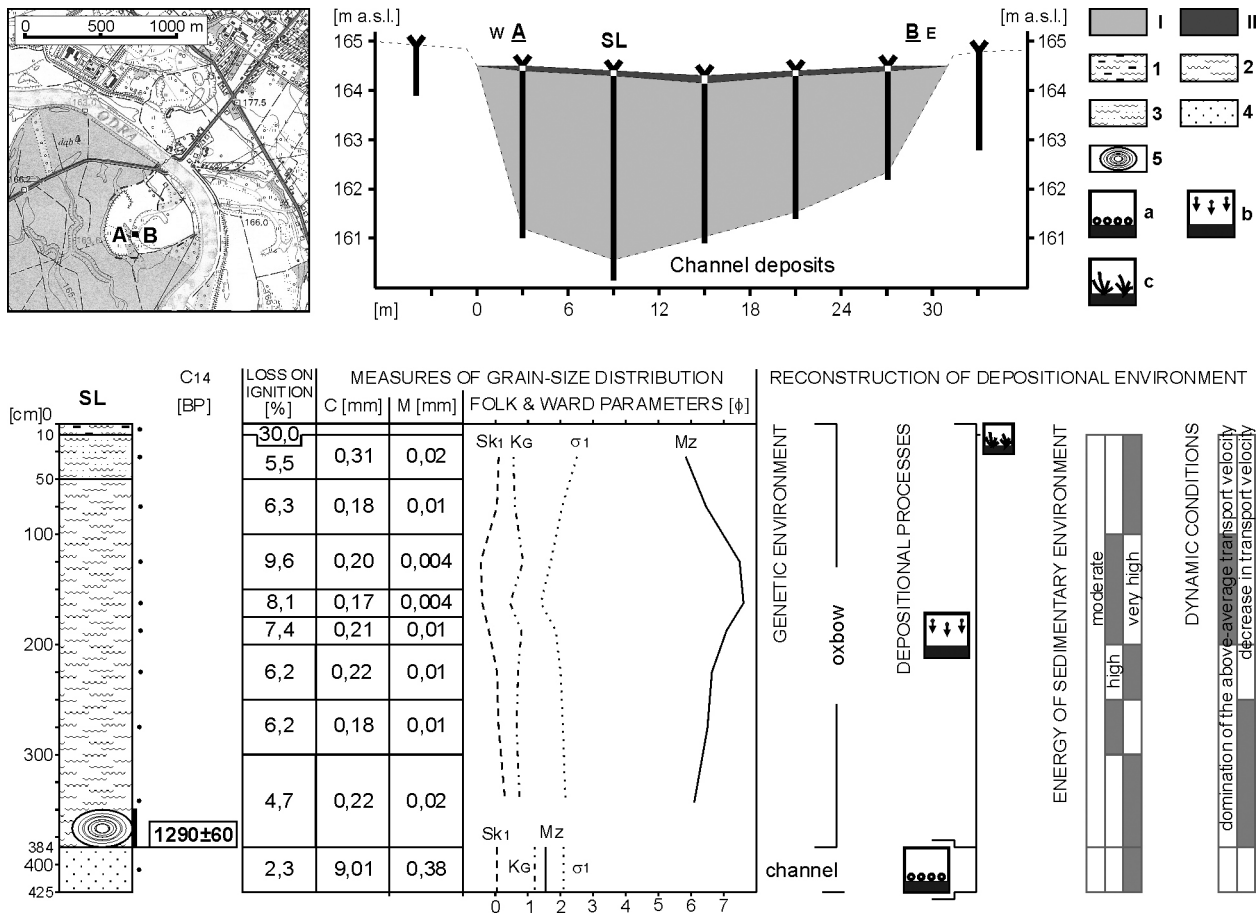 0 500 1000 m
ODRA
177.5
166.2
166.0
A B
[m a.s.l.] [m a.s.l.]
W A SL B E
165 165
164 164
163 163
162 162
161 161
Channel deposits
[m] 0 6 12 18 24 30
I II
1 2
3 4
5
a b
c
SL
C14
[BP]
LOSS ON
IGNITION
[%]
MEASURES OF GRAIN-SIZE DISTRIBUTION
C [mm] M [mm] FOLK & WARD PARAMETERS [ϕ]
RECONSTRUCTION OF DEPOSITIONAL ENVIRONMENT
[cm] 0
10
50
100
200
300
384
400
425
1290±60
30,0
5,5 0,31 0,02
6,3 0,18 0,01
9,6 0,20 0,004
8,1 0,17 0,004
7,4 0,21 0,01
6,2 0,22 0,01
6,2 0,18 0,01
4,7 0,22 0,02
2,3 9,01 0,38
Sk1 KG σ1 Mz
Sk1 Mz
KG σ1
0 1 2 3 4 5 6 7
GENETIC ENVIRONMENT
oxbow
channel
DEPOSITIONAL PROCESSES
ENERGY OF SEDIMENTARY ENVIRONMENT
moderate
high
very high
DYNAMIC CONDITIONS
domination of the above-average transport velocity
decrease in transport velocity